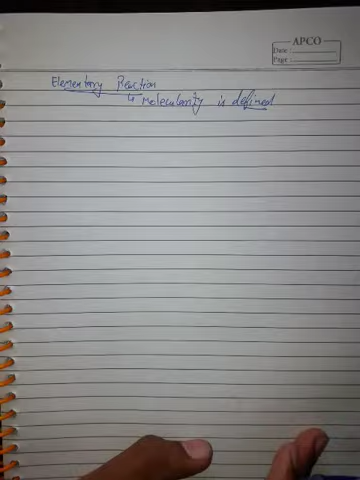 APCO
Date :
Page :
Elementary Reaction
↳ Molecularity is defined